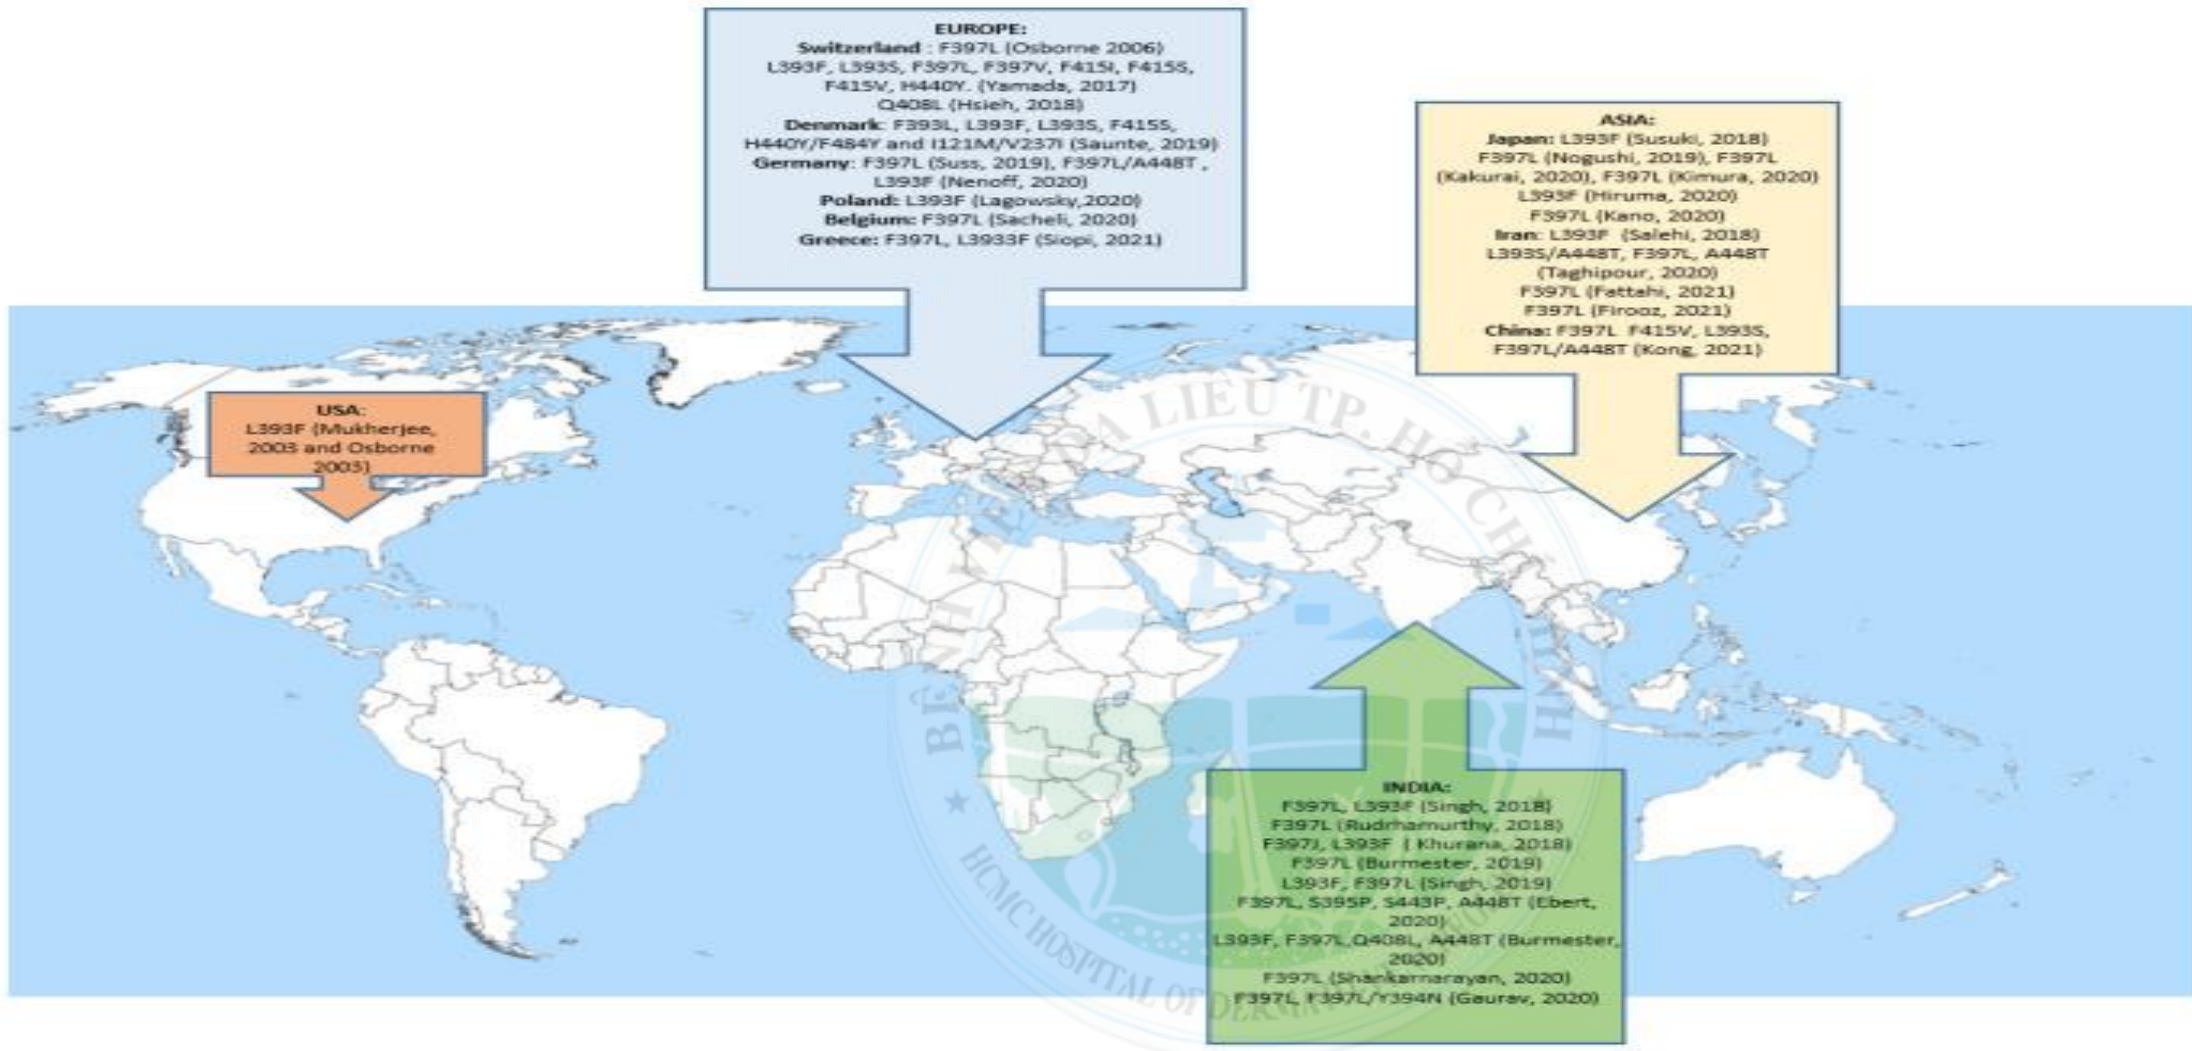 EUROPE:
Switzerland : F397L (Osborne 2006)
L393F, L393S, F397L, F397V, F415I, F415S,
F415V, H440Y. (Yamada, 2017)
Q408L (Hsieh, 2018)
Denmark: F393L, L393F, L393S, F415S,
H440Y/F484Y and I121M/V237I (Saunte, 2019)
Germany: F397L (Suss, 2019), F397L/A448T ,
L393F (Nenoff, 2020)
Poland: L393F (Lagowsky,2020)
Belgium: F397L (Sacheli, 2020)
Greece: F397L, L3933F (Siopi, 2021)
ASIA:
Japan: L393F (Susuki, 2018)
F397L (Nogushi, 2019), F397L
(Kakurai, 2020), F397L (Kimura, 2020)
L393F (Hiruma, 2020)
F397L (Kano, 2020)
Iran: L393F (Salehi, 2018)
L393S/A448T, F397L, A448T
(Taghipour, 2020)
F397L (Fattahi, 2021)
F397L (Firooz, 2021)
China: F397L F415V, L393S,
F397L/A448T (Kong, 2021)
USA:
L393F (Mukherjee,
2003 and Osborne
2003)
INDIA:
F397L, L393F (Singh, 2018)
F397L (Rudrhamurthy, 2018)
F397J, L393F ( Khurana, 2018)
F397L (Burmester, 2019)
L393F, F397L (Singh, 2019)
F397L, S395P, S443P, A448T (Ebert,
2020)
L393F, F397L,Q408L, A448T (Burmester,
2020)
F397L (Shankarnarayan, 2020)
F397L, F397L/Y394N (Gaurav, 2020)
BỆNH VIỆN DA LIỄU TP. HỒ CHÍ MINH
HCMC HOSPITAL OF